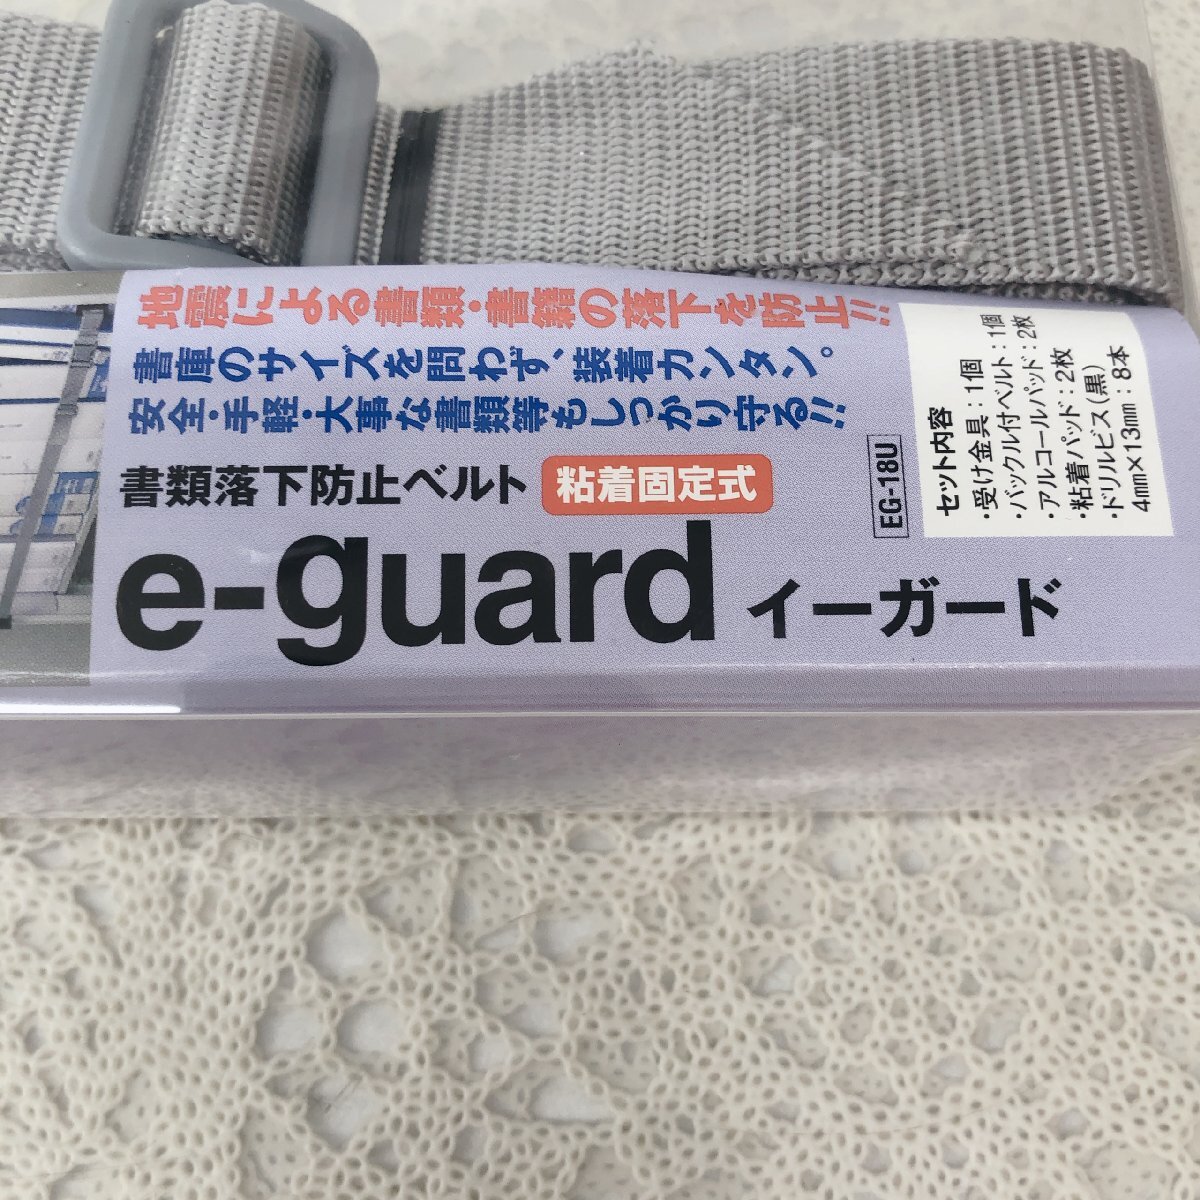 地震による書類・書籍の落下を防止!!
書庫のサイズを問わず、装着カンタン。
安全・手軽・大事な書類等もしっかり守る!!
書類落下防止ベルト 粘着固定式
e-guard イーガード
EG-18U
セット内容
・受け金具：1個
・バックル付ベルト：1個
・アルコールパッド：2枚
・粘着パッド：2枚
・ドリルビス(黒)
4㎜×13㎜：8本